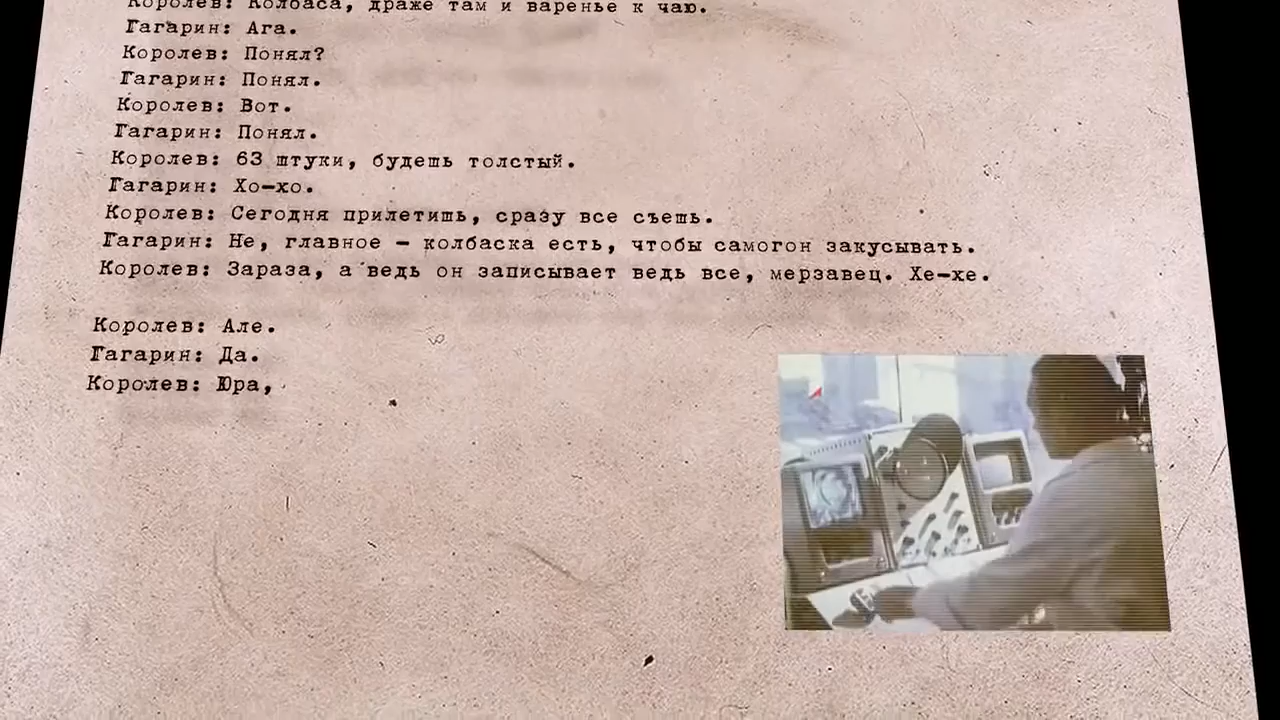 Королев: Колбаса, драже там и варенье к чаю.
Гагарин: Ага.
Королев: Понял?
Гагарин: Понял.
Королев: Вот.
Гагарин: Понял.
Королев: 63 штуки, будешь толстый.
Гагарин: Хо-хо.
Королев: Сегодня прилетишь, сразу все съешь.
Гагарин: Не, главное - колбаска есть, чтобы самогон закусывать.
Королев: Зараза, а ведь он записывает ведь все, мерзавец. Хе-хе.
Королев: Але.
Гагарин: Да.
Королев: Юра,